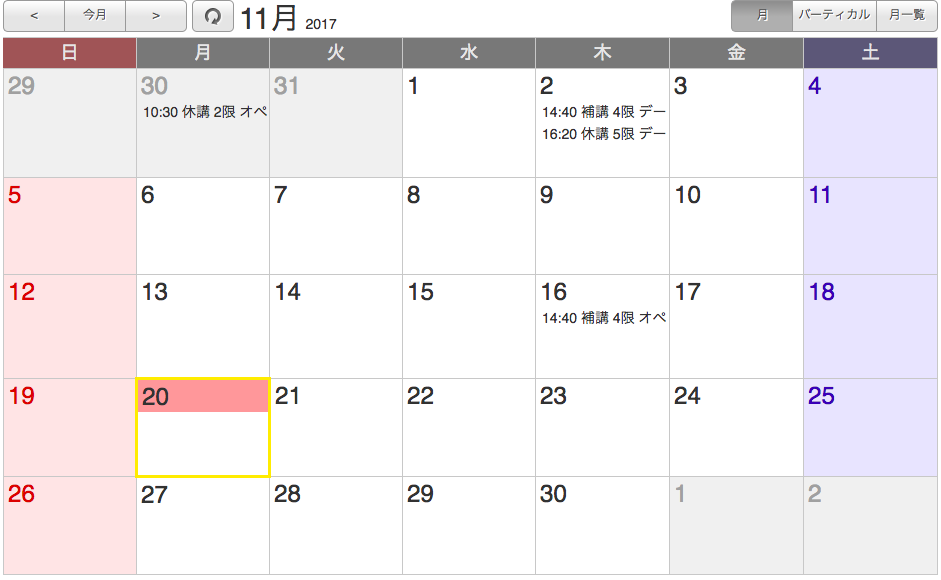 < 今月 > 11月 2017 月 バーティカル 月一覧
日 月 火 水 木 金 土
29 30 31 1 2 3 4
10:30 休講 2限 オペ 14:40 補講 4限 デー
16:20 休講 5限 デー
5 6 7 8 9 10 11
12 13 14 15 16 17 18
14:40 補講 4限 オペ
19 20 21 22 23 24 25
26 27 28 29 30 1 2